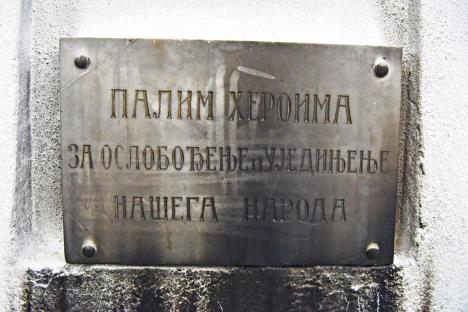 ПАЛИМ ХЕРОИМА
ЗА ОСЛОБОЂЕЊЕ и УЈЕДИЊЕЊЕ
НАШЕГА НАРОДА